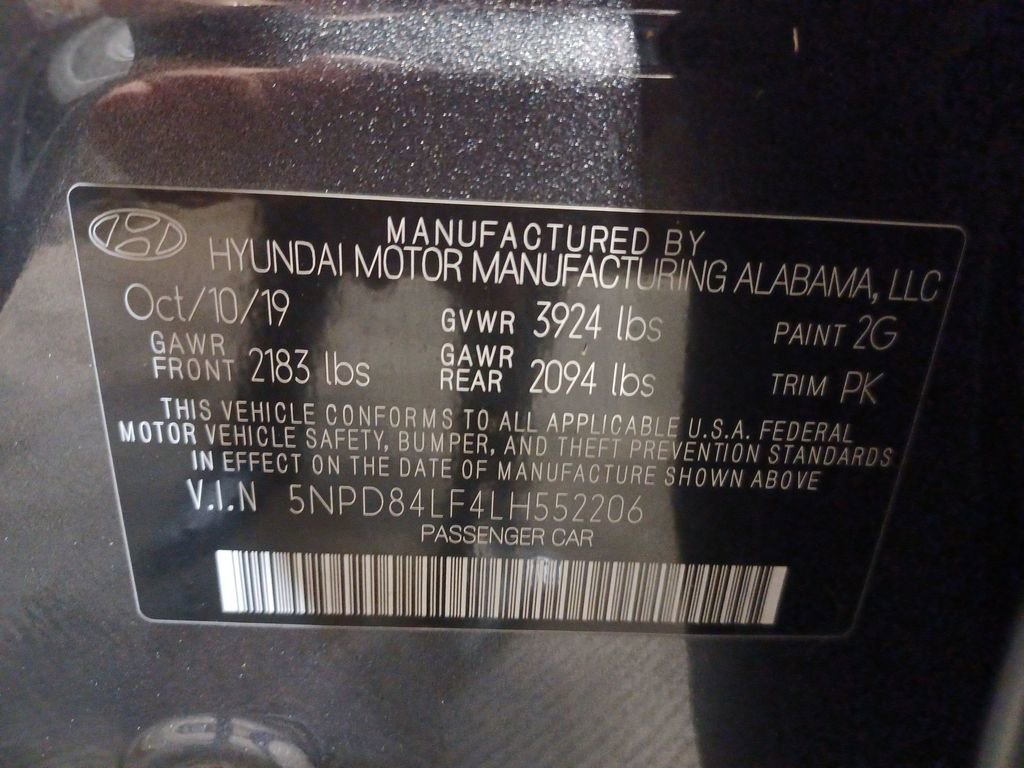 MANUFACTURED BY
HYUNDAI MOTOR MANUFACTURING ALABAMA, LLC
Oct/10/19 GVWR 3924 lbs PAINT 2G
GAWR FRONT 2183 lbs GAWR REAR 2094 lbs TRIM PK
THIS VEHICLE CONFORMS TO ALL APPLICABLE U.S.A. FEDERAL
MOTOR VEHICLE SAFETY, BUMPER, AND THEFT PREVENTION STANDARDS
IN EFFECT ON THE DATE OF MANUFACTURE SHOWN ABOVE
V.I.N 5NPD84LF4LH552206
PASSENGER CAR